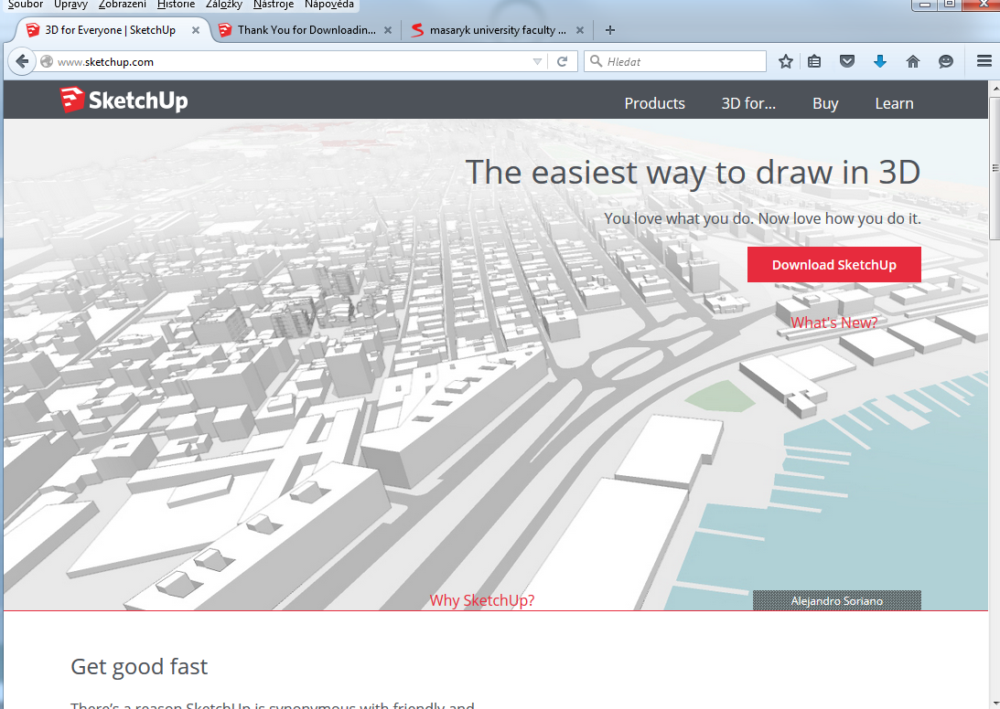 Soubor Úpravy Zobrazení Historie Záložky Nástroje Nápověda
3D for Everyone | SketchUp Thank You for Downloadin... masaryk university faculty ...
www.sketchup.com Hledat
SketchUp Products 3D for... Buy Learn
The easiest way to draw in 3D
You love what you do. Now love how you do it.
Download SketchUp
What's New?
Why SketchUp?
Alejandro Soriano
Get good fast
There's a reason SketchUp is synonymous with friendly and